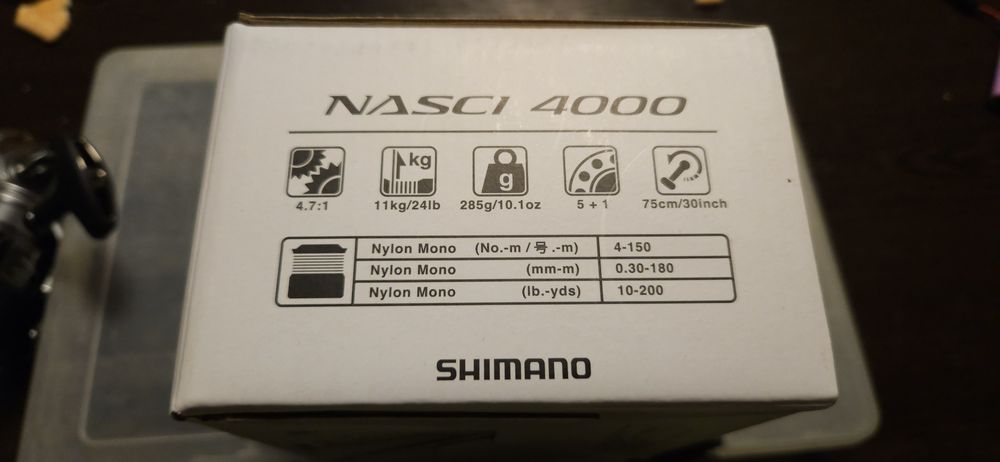 NASCI 4000
kg
g
4.7:1 11kg/24lb 285g/10.1oz 5 + 1 75cm/30inch
Nylon Mono (No.-m / 号.-m) 4-150
Nylon Mono (mm-m) 0.30-180
Nylon Mono (lb.-yds) 10-200
SHIMANO